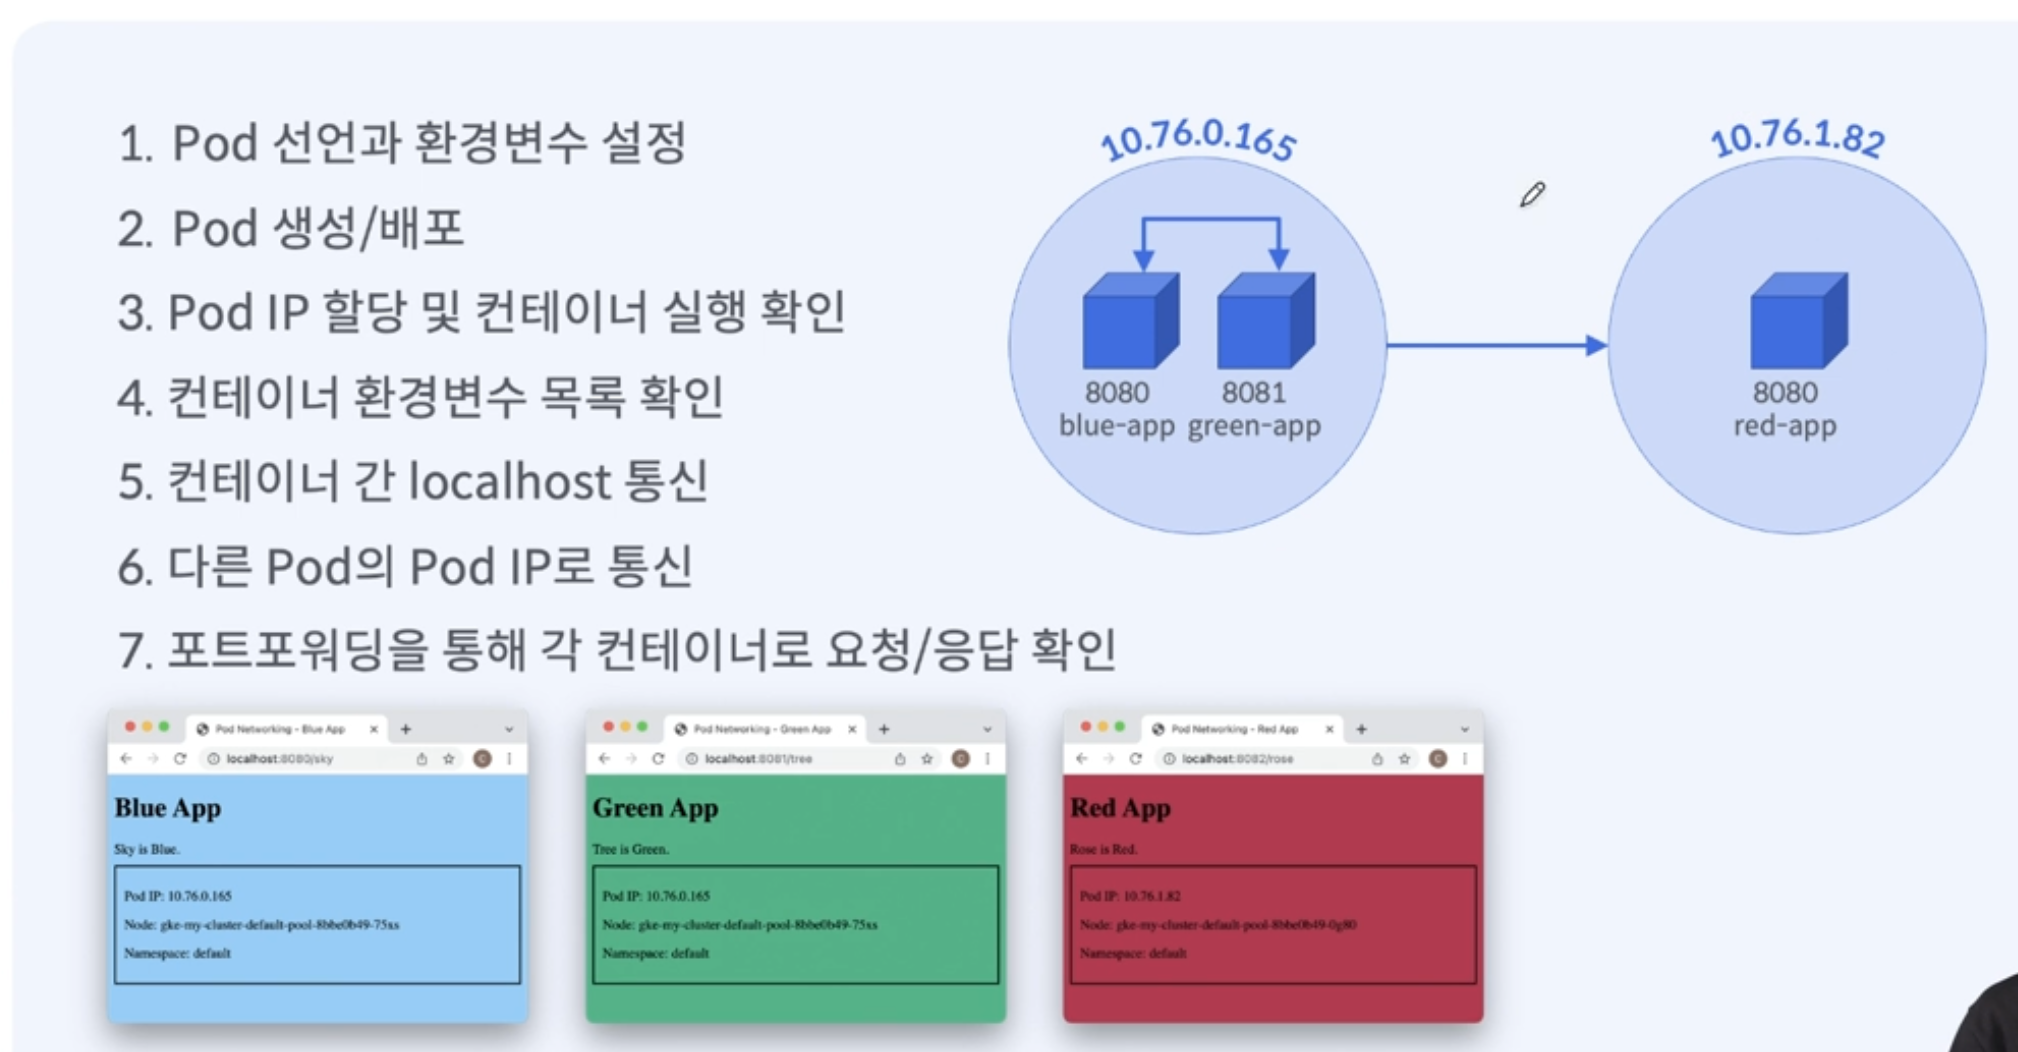 1. Pod 선언과 환경변수 설정
2. Pod 생성/배포
3. Pod IP 할당 및 컨테이너 실행 확인
4. 컨테이너 환경변수 목록 확인
5. 컨테이너 간 localhost 통신
6. 다른 Pod의 Pod IP로 통신
7. 포트포워딩을 통해 각 컨테이너로 요청/응답 확인
10.76.0.165
8080
blue-app
8081
green-app
10.76.1.82
8080
red-app
Pod Networking - Blue App
localhost:8080/sky
Blue App
Sky is Blue.
Pod IP: 10.76.0.165
Node: gke-my-cluster-default-pool-8bbe0b49-75xs
Namespace: default
Pod Networking - Green App
localhost:8081/tree
Green App
Tree is Green.
Pod IP: 10.76.0.165
Node: gke-my-cluster-default-pool-8bbe0b49-75xs
Namespace: default
Pod Networking - Red App
localhost:8082/rose
Red App
Rose is Red.
Pod IP: 10.76.1.82
Node: gke-my-cluster-default-pool-8bbe0b49-0g80
Namespace: default